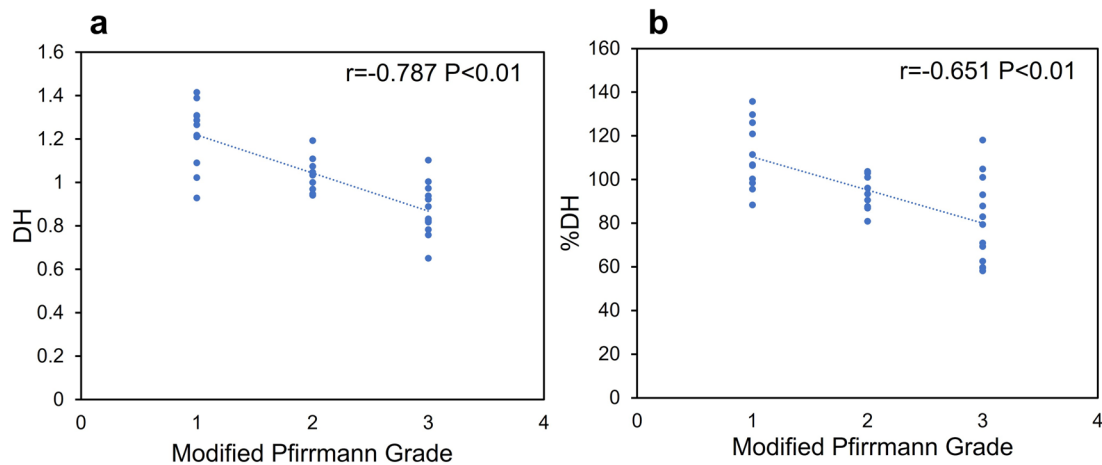 a
r=-0.787 P<0.01
1.6
1.4
1.2
1
0.8
0.6
0.4
0.2
0
DH
0 1 2 3 4
Modified Pfirrmann Grade
b
r=-0.651 P<0.01
160
140
120
100
80
60
40
20
0
%DH
0 1 2 3 4
Modified Pfirrmann Grade